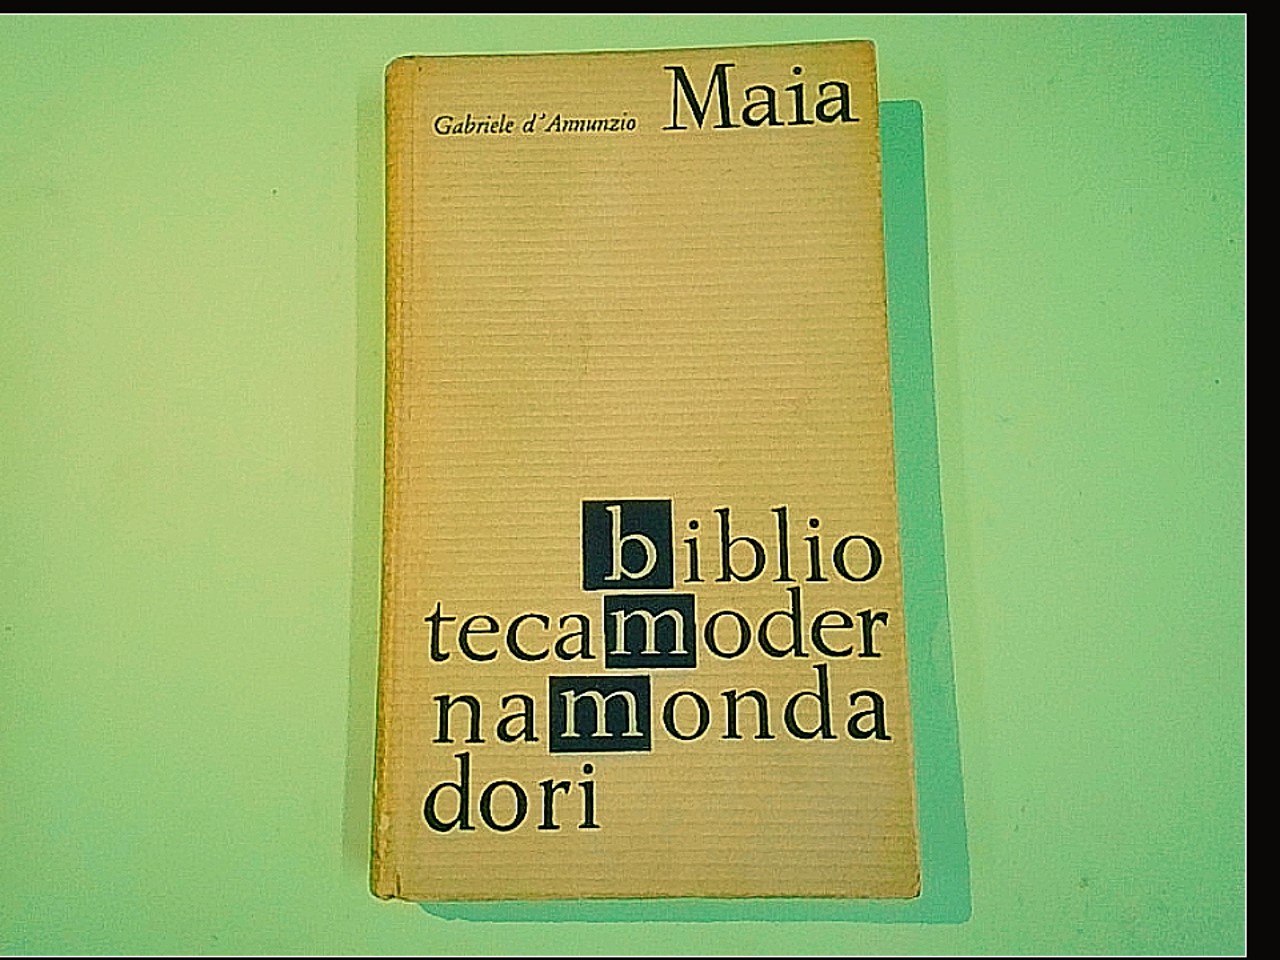 Gabriele d'Annunzio Maia
biblio
tecamoder
namonda
dori